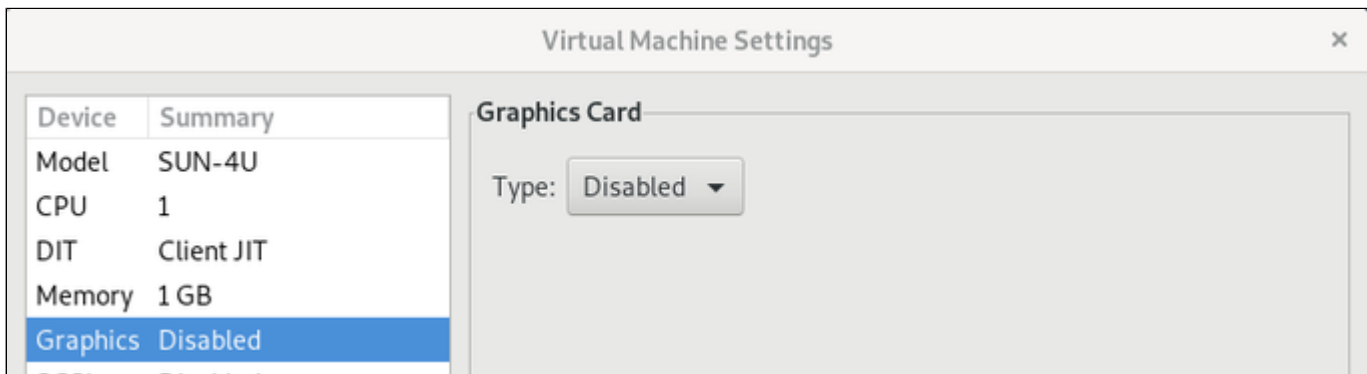 Virtual Machine Settings ×
Device Summary
Model SUN-4U
CPU 1
DIT Client JIT
Memory 1 GB
Graphics Disabled
Graphics Card
Type: Disabled